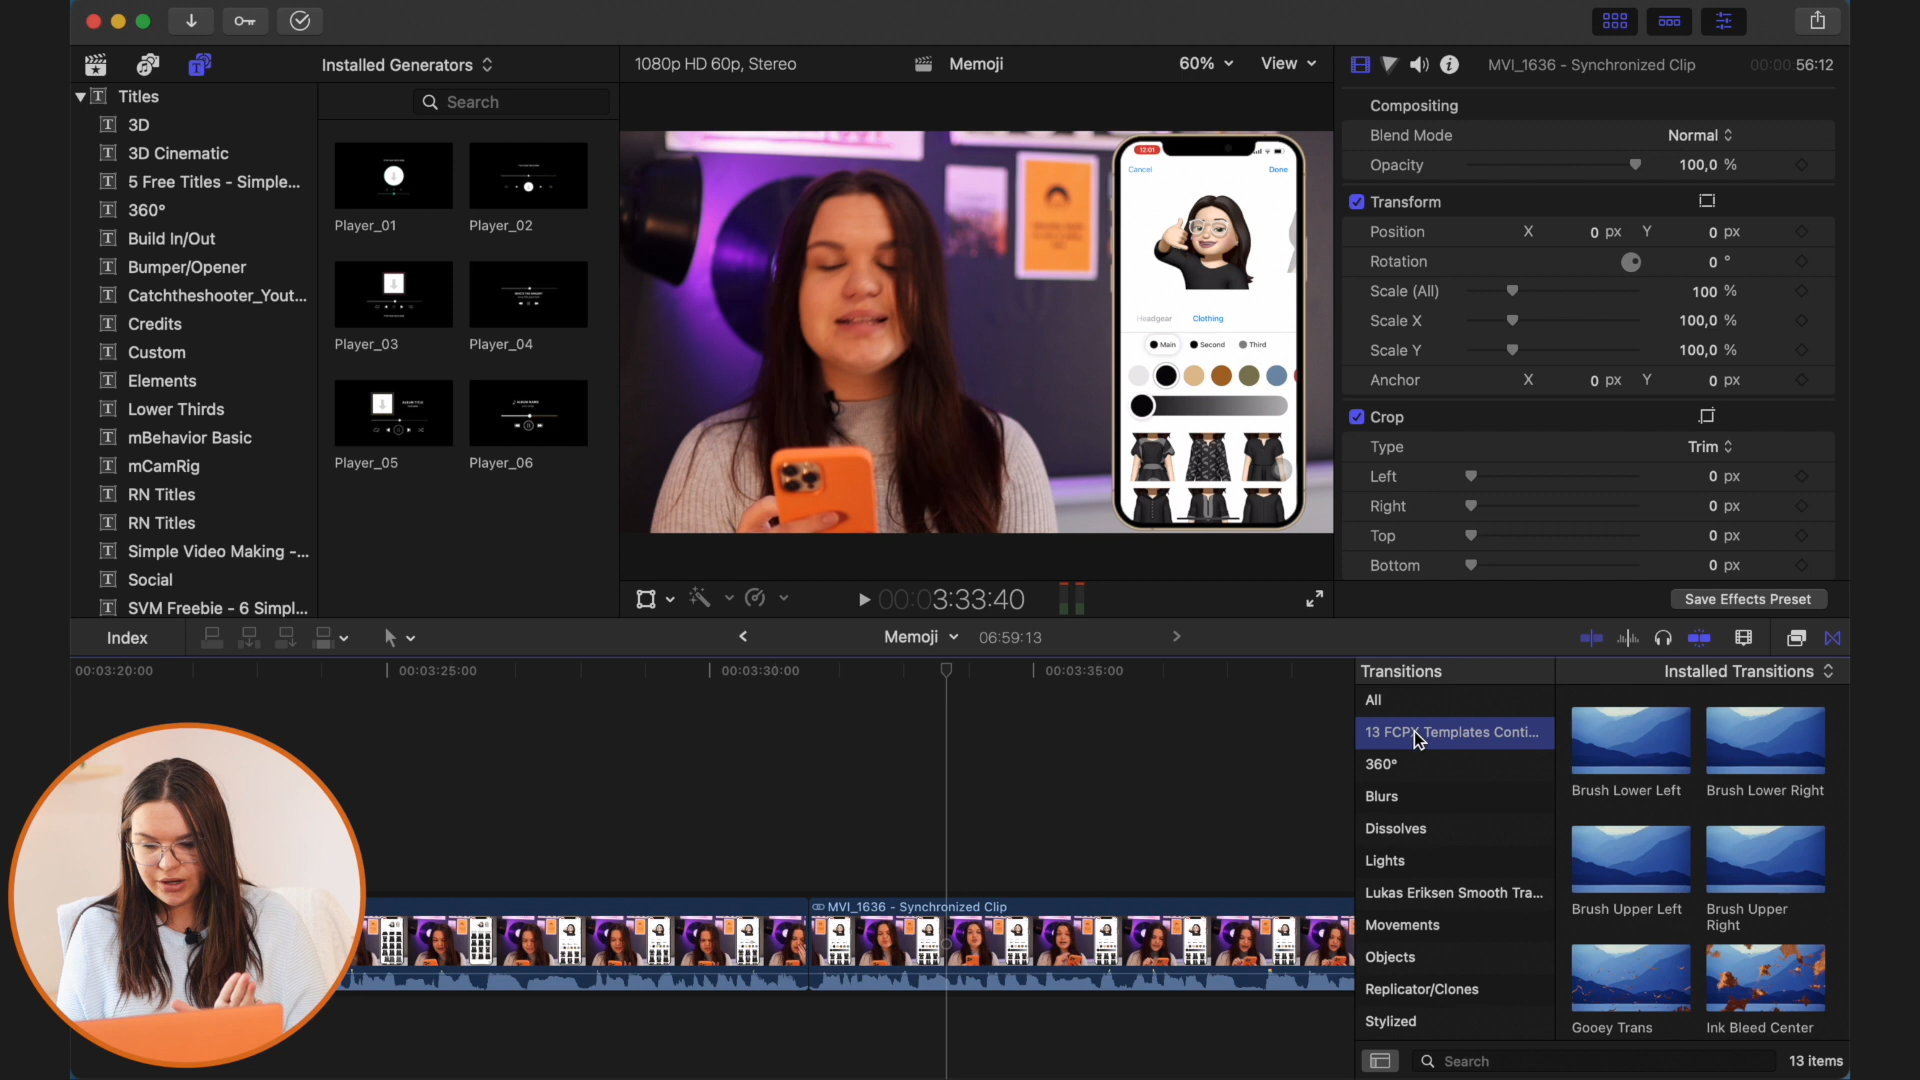 Installed Generators
1080p HD 60p, Stereo
Memoji
60%
View
MVI_1636 - Synchronized Clip
00:00:56:12
Titles
3D
3D Cinematic
5 Free Titles - Simple...
360°
Build In/Out
Bumper/Opener
Catchtheshooter_Yout...
Credits
Custom
Elements
Lower Thirds
mBehavior Basic
mCamRig
RN Titles
RN Titles
Simple Video Making -...
Social
SVM Freebie - 6 Simpl...
Search
Player_01
Player_02
Player_03
Player_04
Player_05
Player_06
12:01
Cancel
Done
Headgear
Clothing
Main
Second
Third
Compositing
Blend Mode
Normal
Opacity
100,0 %
Transform
Position
X
0 px
Y
0 px
Rotation
0 °
Scale (All)
100 %
Scale X
100,0 %
Scale Y
100,0 %
Anchor
X
0 px
Y
0 px
Crop
Type
Trim
Left
0 px
Right
0 px
Top
0 px
Bottom
0 px
Save Effects Preset
00:03:33:40
Index
Memoji
06:59:13
00:03:20:00
00:03:25:00
00:03:30:00
00:03:35:00
MVI_1636 - Synchronized Clip
Transitions
All
13 FCPX Templates Conti...
360°
Blurs
Dissolves
Lights
Lukas Eriksen Smooth Tra...
Movements
Objects
Replicator/Clones
Stylized
Installed Transitions
Brush Lower Left
Brush Lower Right
Brush Upper Left
Brush Upper
Right
Gooey Trans
Ink Bleed Center
Search
13 items